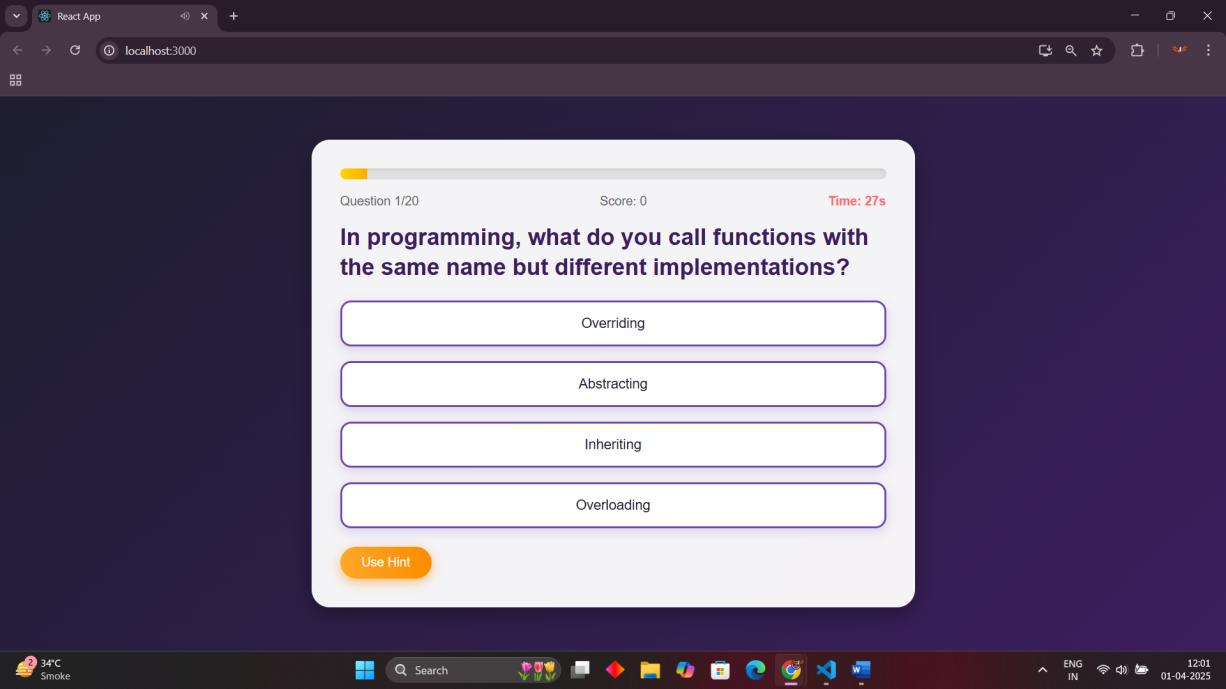 React App
localhost:3000
Question 1/20
Score: 0
Time: 27s
In programming, what do you call functions with
the same name but different implementations?
Overriding
Abstracting
Inheriting
Overloading
Use Hint
2
34°C
Smoke
Search
ENG
IN
12:01
01-04-2025